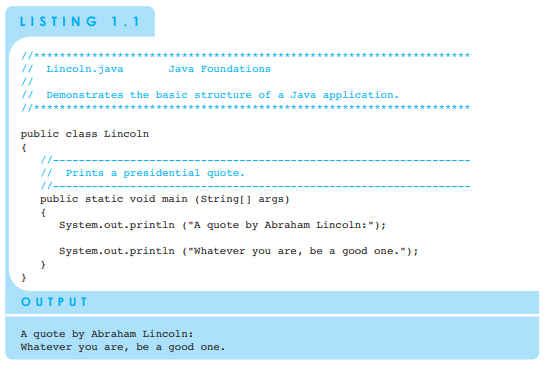 LISTING 1.1
//********************************************************************
//  Lincoln.java       Java Foundations
//
//  Demonstrates the basic structure of a Java application.
//********************************************************************
public class Lincoln
{
   //-----------------------------------------------------------------
   //  Prints a presidential quote.
   //-----------------------------------------------------------------
   public static void main (String[] args)
   {
      System.out.println ("A quote by Abraham Lincoln:");
      System.out.println ("Whatever you are, be a good one.");
   }
}
OUTPUT
A quote by Abraham Lincoln:
Whatever you are, be a good one.